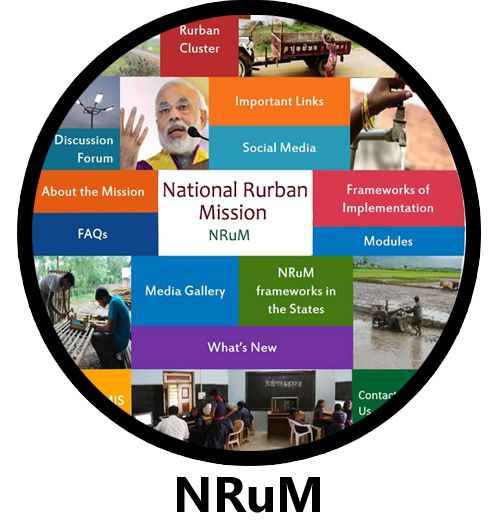 Rurban
Cluster
Important Links
Discussion
Forum
Social Media
About the Mission
National Rurban
Mission
NRuM
Frameworks of
Implementation
FAQs
Modules
Media Gallery
NRuM
frameworks in
the States
What's New
MIS
Contact
Us
NRuM